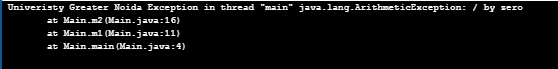 Univeristy Greater Noida Exception in thread "main" java.lang.ArithmeticException: / by zero
at Main.m2(Main.java:16)
at Main.m1(Main.java:11)
at Main.main(Main.java:4)